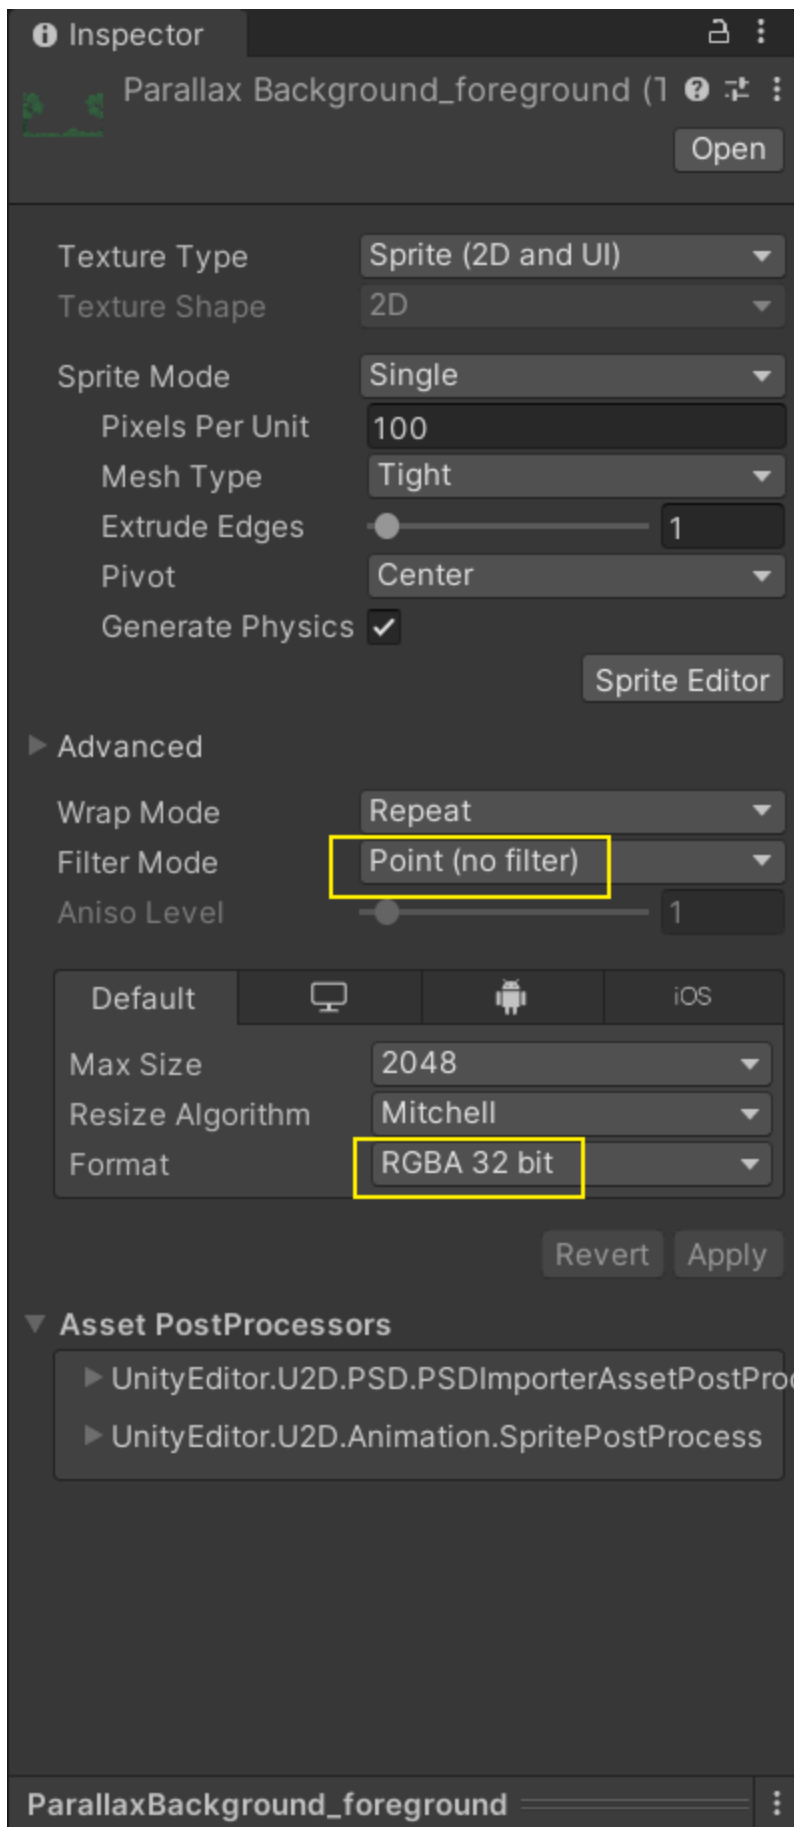 Inspector
Parallax Background_foreground (T
Open
Texture Type Sprite (2D and UI)
Texture Shape 2D
Sprite Mode Single
Pixels Per Unit 100
Mesh Type Tight
Extrude Edges 1
Pivot Center
Generate Physics
Sprite Editor
Advanced
Wrap Mode Repeat
Filter Mode Point (no filter)
Aniso Level 1
Default iOS
Max Size 2048
Resize Algorithm Mitchell
Format RGBA 32 bit
Revert Apply
Asset PostProcessors
UnityEditor.U2D.PSD.PSDImporterAssetPostProc
UnityEditor.U2D.Animation.SpritePostProcess
ParallaxBackground_foreground